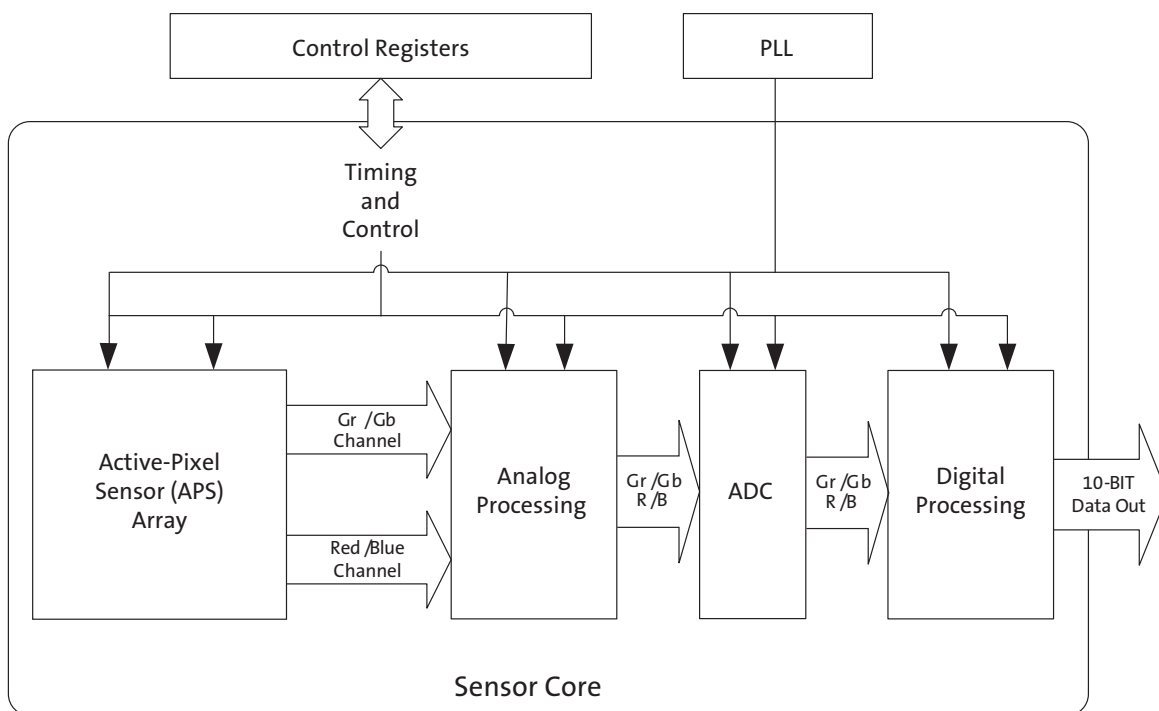 Control Registers
PLL
Timing
and
Control
Active-Pixel
Sensor (APS)
Array
Gr /Gb
Channel
Red /Blue
Channel
Analog
Processing
Gr /Gb
R /B
ADC
Gr /Gb
R /B
Digital
Processing
10-BIT
Data Out
Sensor Core